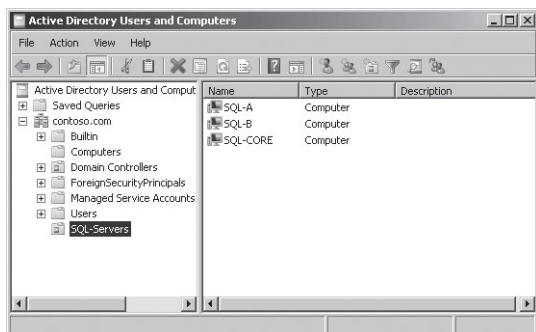 Active Directory Users and Computers
File Action View Help
Active Directory Users and Comput
Saved Queries
contoso.com
Builtin
Computers
Domain Controllers
ForeignSecurityPrincipals
Managed Service Accounts
Users
SQL-Servers
Name Type Description
SQL-A Computer
SQL-B Computer
SQL-CORE Computer